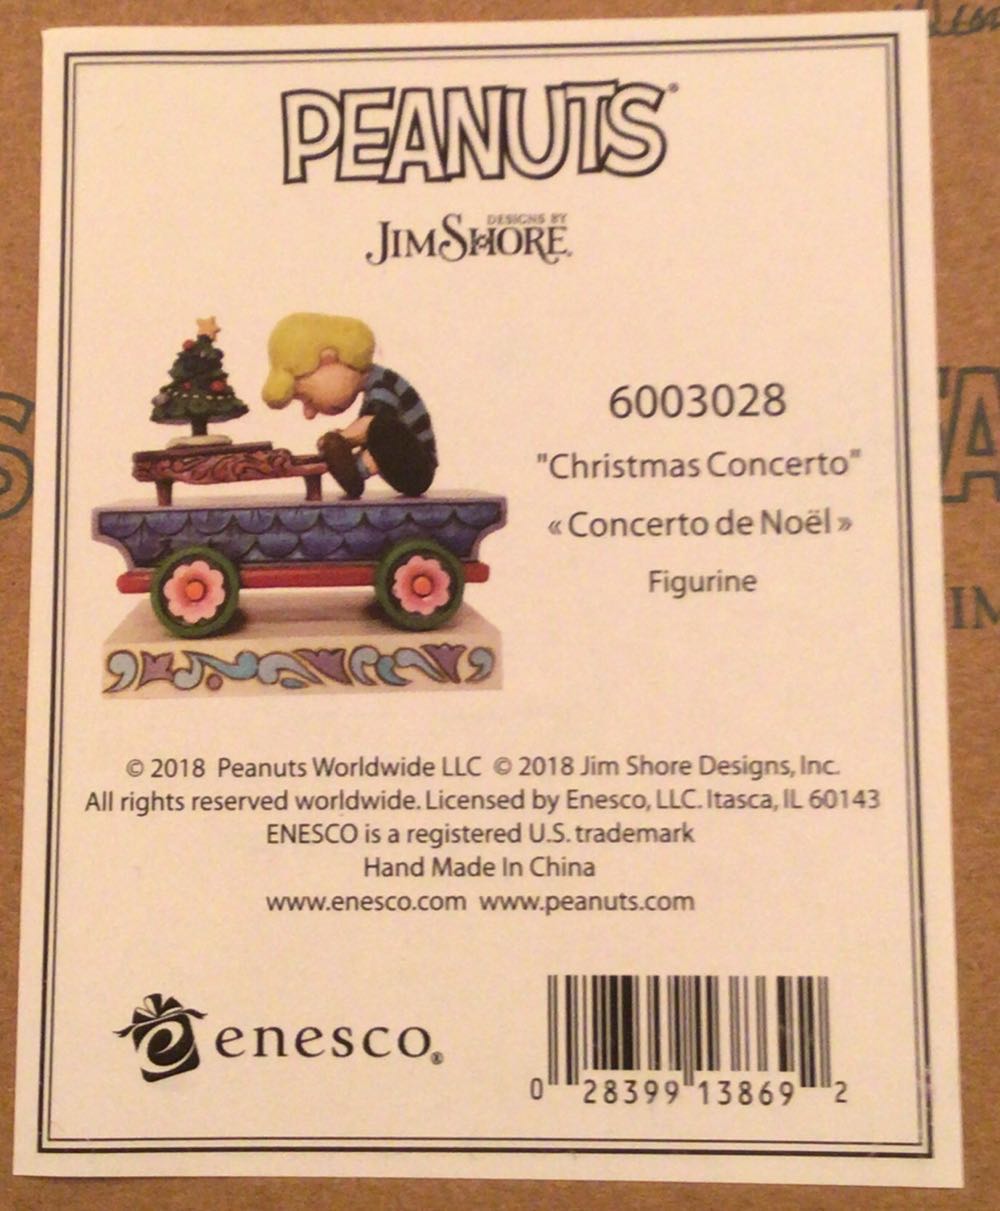 PEANUTS®
DESIGNS BY
JIM SHORE
6003028
"Christmas Concerto"
« Concerto de Noël »
Figurine
© 2018 Peanuts Worldwide LLC © 2018 Jim Shore Designs, Inc.
All rights reserved worldwide. Licensed by Enesco, LLC. Itasca, IL 60143
ENESCO is a registered U.S. trademark
Hand Made In China
www.enesco.com www.peanuts.com
enesco®
0 28399 13869 2